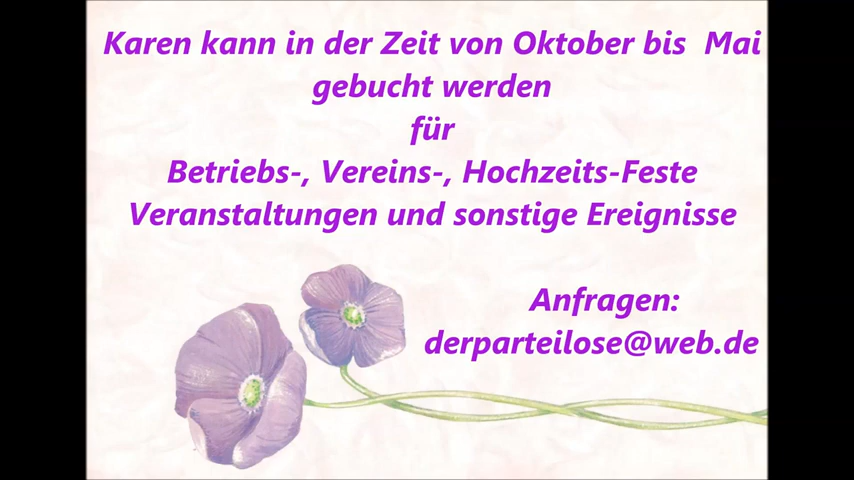 Karen kann in der Zeit von Oktober bis Mai
gebucht werden
für
Betriebs-, Vereins-, Hochzeits-Feste
Veranstaltungen und sonstige Ereignisse
Anfragen:
derparteilose@web.de